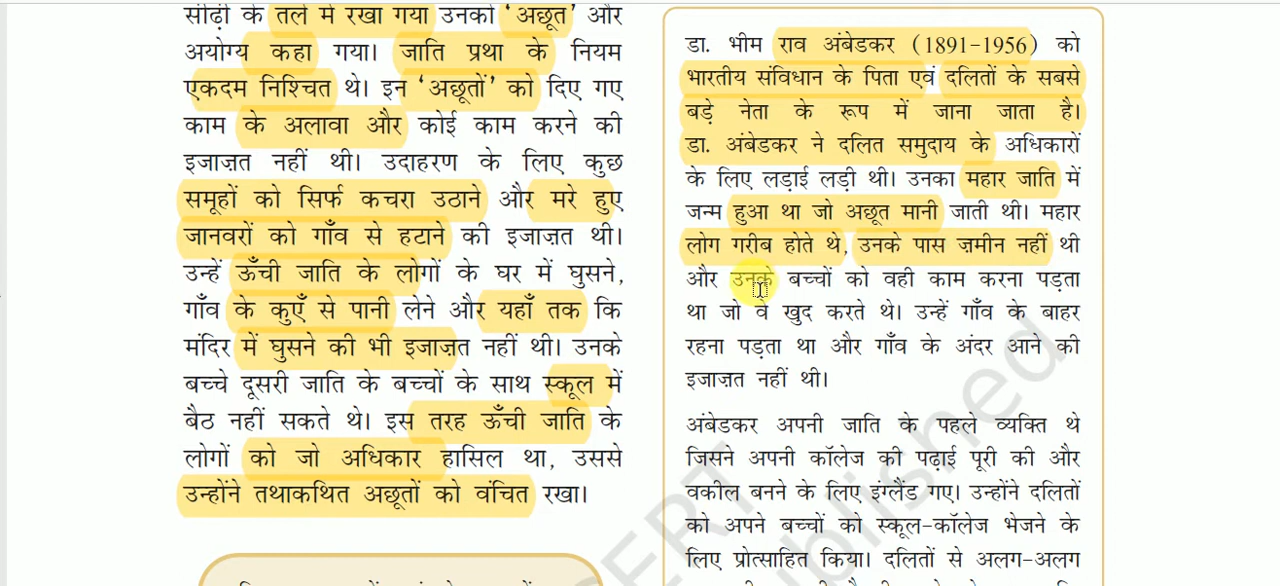 सीढ़ी के तले में रखा गया उनको ‘अछूत’ और
अयोग्य कहा गया। जाति प्रथा के नियम
एकदम निश्चित थे। इन ‘अछूतों’ को दिए गए
काम के अलावा और कोई काम करने की
इजाज़त नहीं थी। उदाहरण के लिए कुछ
समूहों को सिर्फ कचरा उठाने और मरे हुए
जानवरों को गाँव से हटाने की इजाज़त थी।
उन्हें ऊँची जाति के लोगों के घर में घुसने,
गाँव के कुएँ से पानी लेने और यहाँ तक कि
मंदिर में घुसने की भी इजाज़त नहीं थी। उनके
बच्चे दूसरी जाति के बच्चों के साथ स्कूल में
बैठ नहीं सकते थे। इस तरह ऊँची जाति के
लोगों को जो अधिकार हासिल था, उससे
उन्होंने तथाकथित अछूतों को वंचित रखा।
डा. भीम राव अंबेडकर (1891-1956) को
भारतीय संविधान के पिता एवं दलितों के सबसे
बड़े नेता के रूप में जाना जाता है।
डा. अंबेडकर ने दलित समुदाय के अधिकारों
के लिए लड़ाई लड़ी थी। उनका महार जाति में
जन्म हुआ था जो अछूत मानी जाती थी। महार
लोग गरीब होते थे, उनके पास ज़मीन नहीं थी
और उनके बच्चों को वही काम करना पड़ता
था जो वे खुद करते थे। उन्हें गाँव के बाहर
रहना पड़ता था और गाँव के अंदर आने की
इजाज़त नहीं थी।
अंबेडकर अपनी जाति के पहले व्यक्ति थे
जिसने अपनी कॉलेज की पढ़ाई पूरी की और
वकील बनने के लिए इंग्लैंड गए। उन्होंने दलितों
को अपने बच्चों को स्कूल-कॉलेज भेजने के
लिए प्रोत्साहित किया। दलितों से अलग-अलग